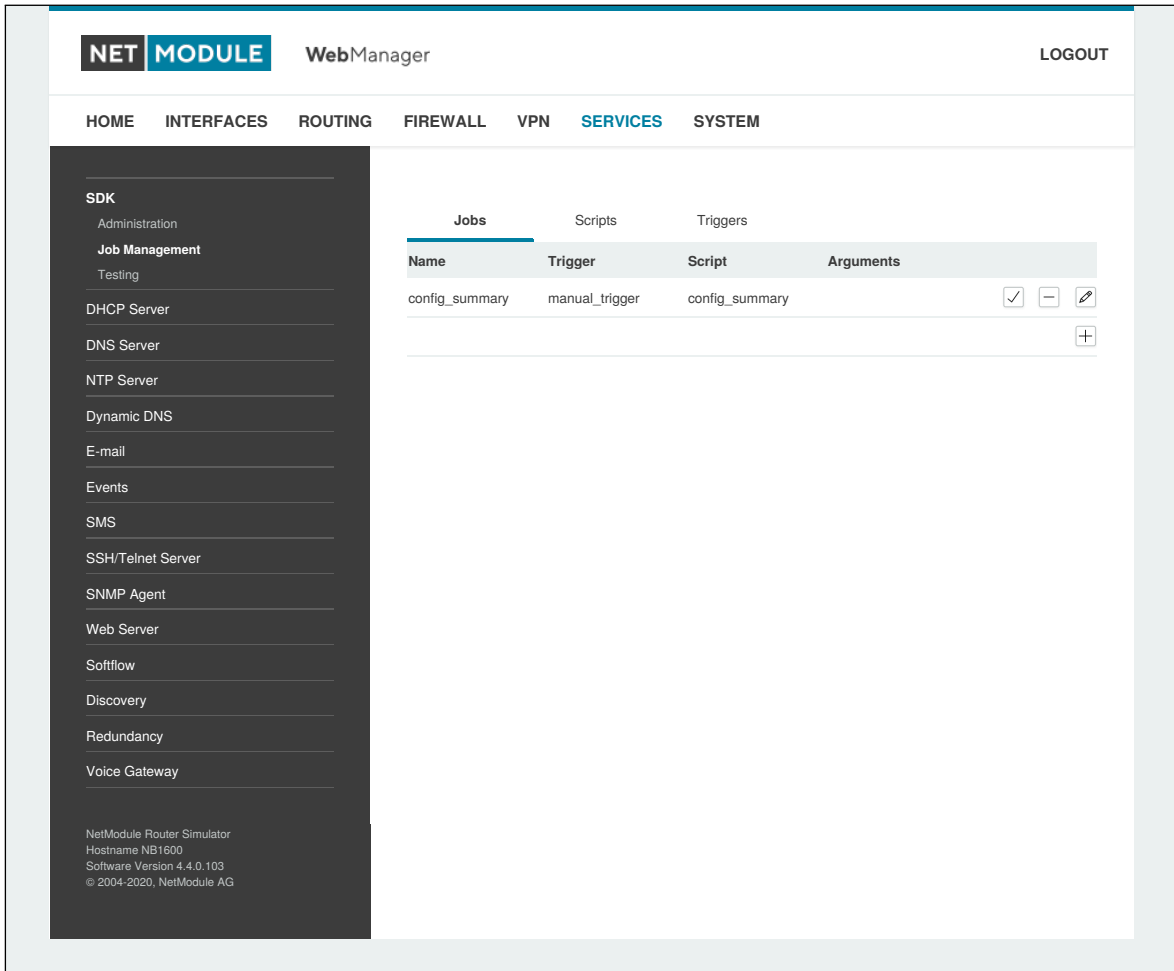 NET MODULE WebManager LOGOUT
HOME INTERFACES ROUTING FIREWALL VPN SERVICES SYSTEM
SDK
Administration
Job Management
Testing
DHCP Server
DNS Server
NTP Server
Dynamic DNS
E-mail
Events
SMS
SSH/Telnet Server
SNMP Agent
Web Server
Softflow
Discovery
Redundancy
Voice Gateway
NetModule Router Simulator
Hostname NB1600
Software Version 4.4.0.103
© 2004-2020, NetModule AG
Jobs Scripts Triggers
Name Trigger Script Arguments
config_summary manual_trigger config_summary